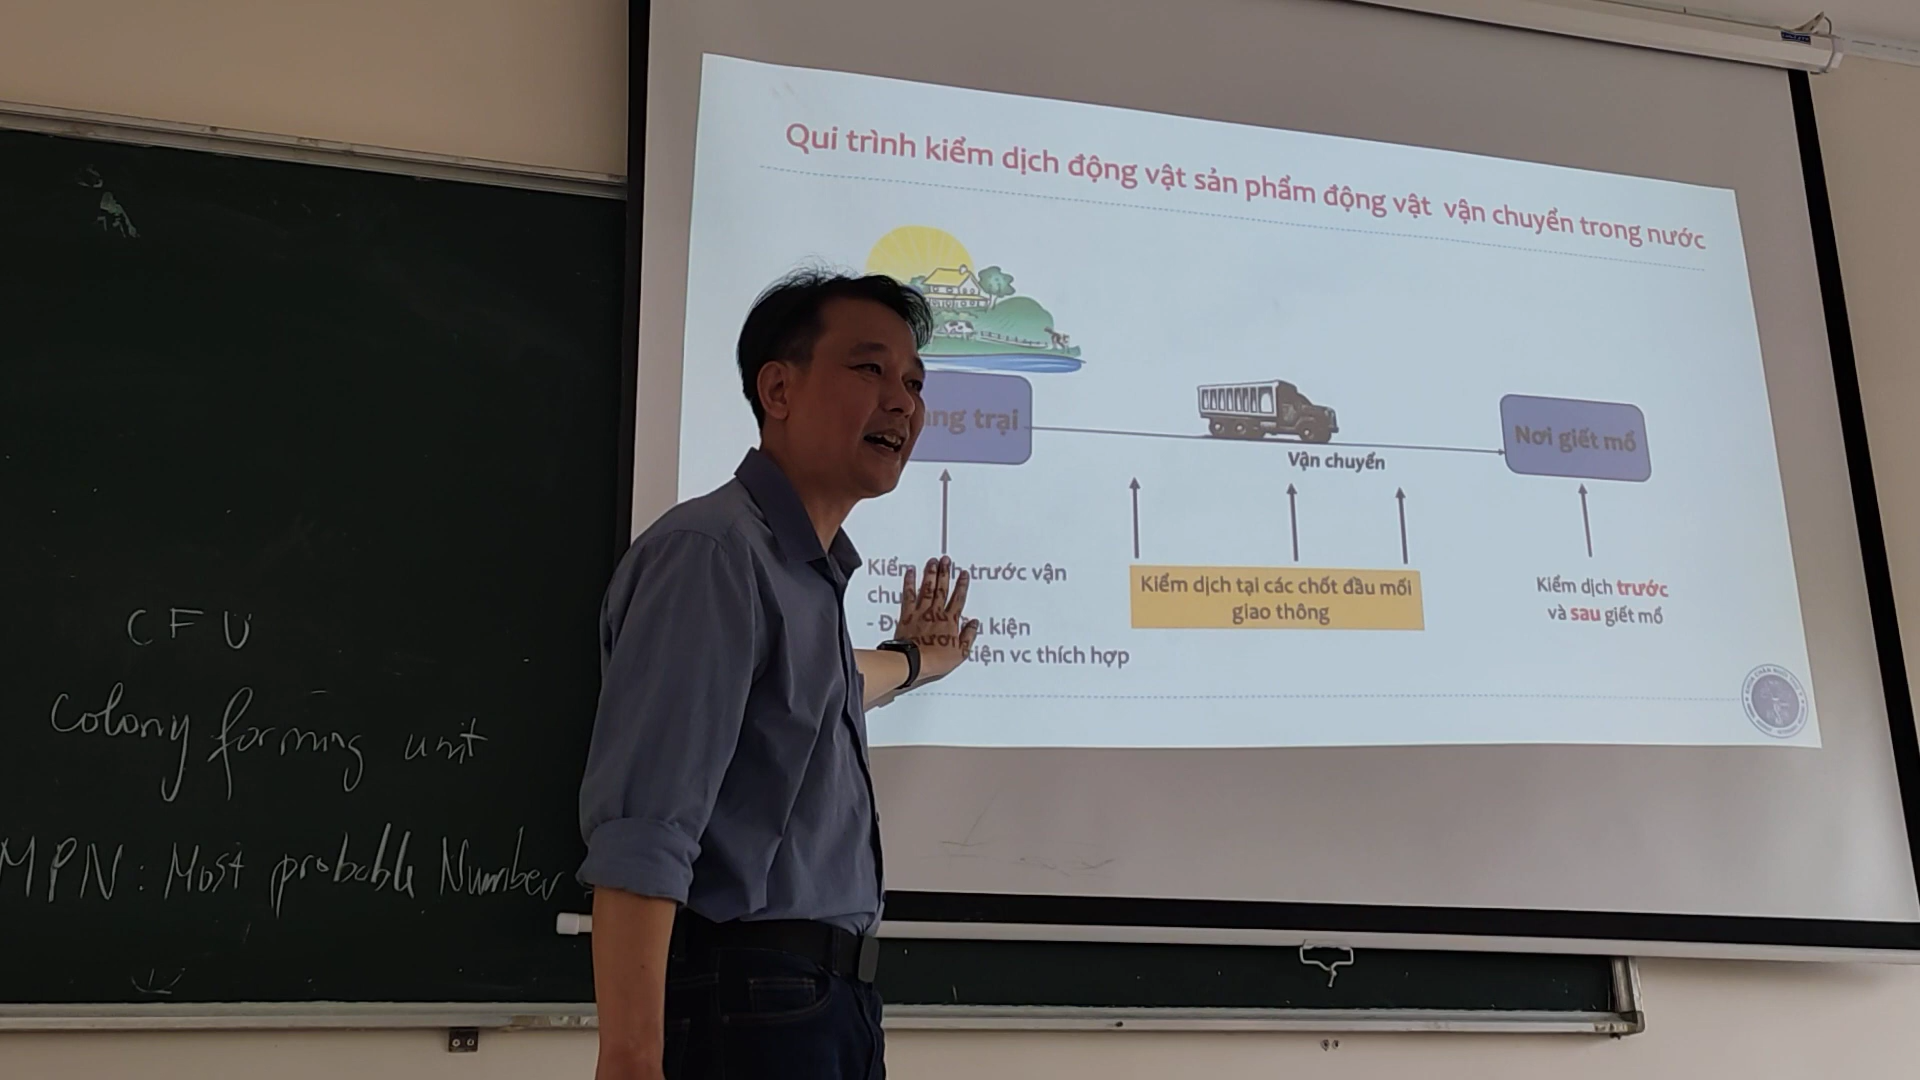 Qui trình kiểm dịch động vật sản phẩm động vật vận chuyển trong nước
trại
Vận chuyển
Nơi giết mổ
trước vận
kiện
vc thích hợp
Kiểm dịch tại các chốt đầu mối
giao thông
Kiểm dịch trước
và sau giết mổ
CFU
Colony forming unit
MPN: Most probable Number